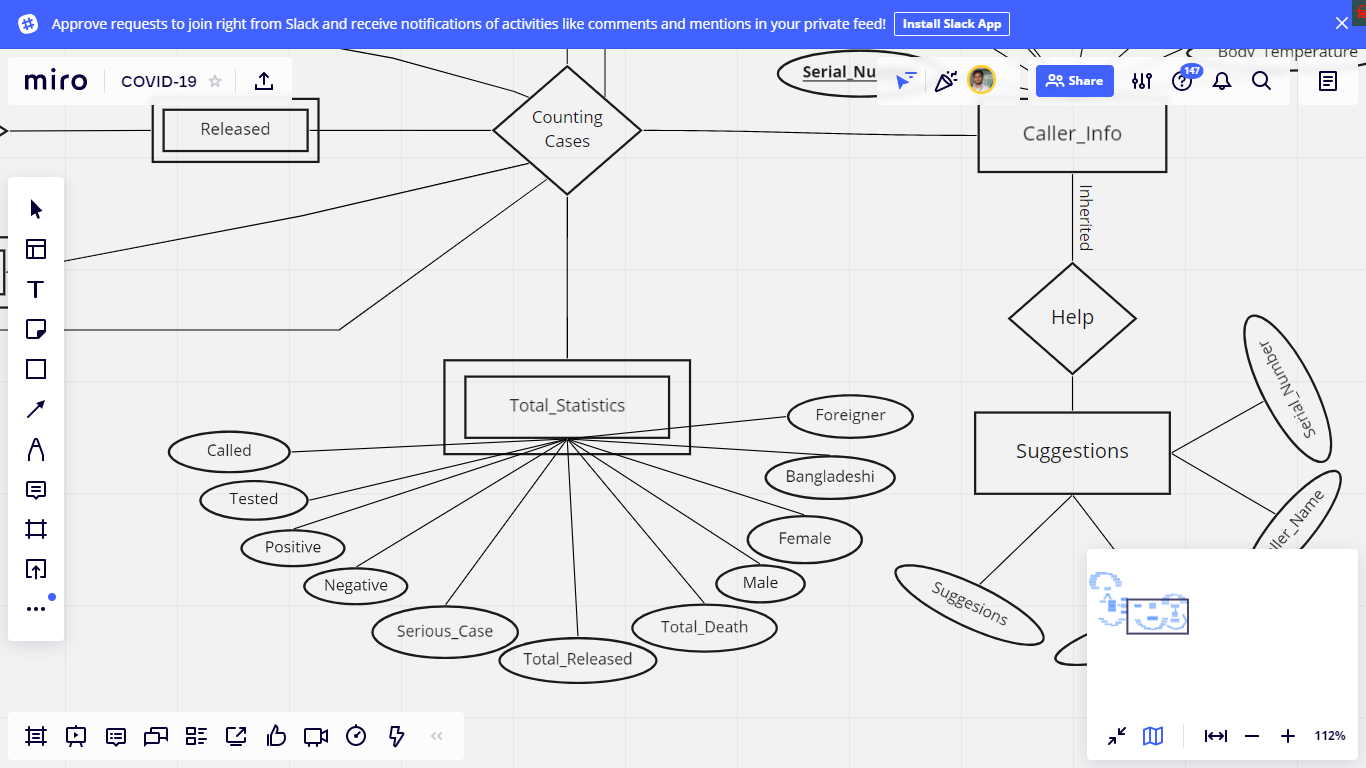 Approve requests to join right from Slack and receive notifications of activities like comments and mentions in your private feed!
Install Slack App
miro
COVID-19
Serial_Nu
Body_Temperature
147
Share
Released
Counting
Cases
Caller_Info
Inherited
Help
Serial_Number
Total_Statistics
Foreigner
Suggestions
Called
Bangladeshi
Tested
Female
ller_Name
Positive
Male
Negative
Suggesions
Serious_Case
Total_Death
Total_Released
112%